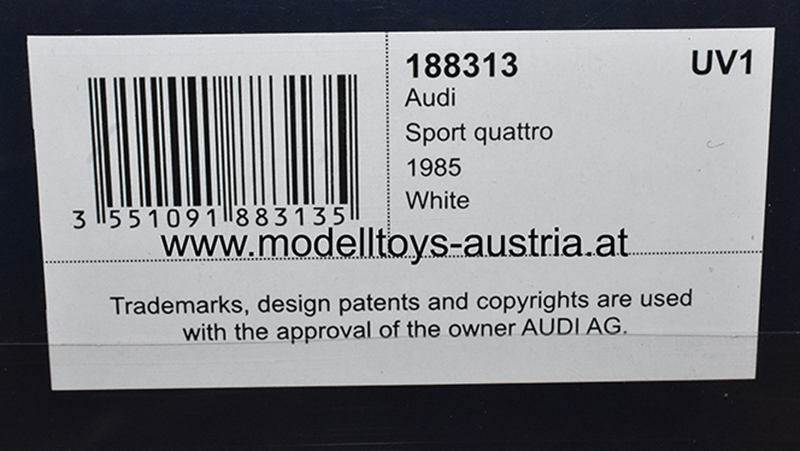 188313 UV1
Audi
Sport quattro
1985
White
3 551091 883135
www.modelltoys-austria.at
Trademarks, design patents and copyrights are used
with the approval of the owner AUDI AG.